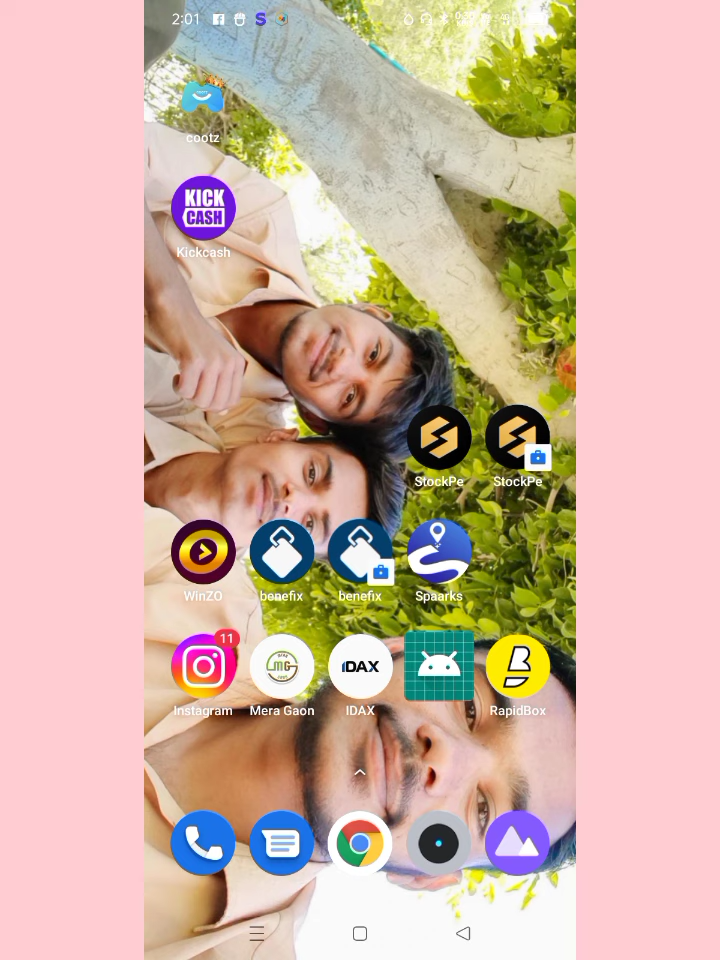 2:01
cootz
KICK
CASH
Kickcash
StockPe StockPe
WinZO benefix benefix Spaarks
11
IDAX
Instagram Mera Gaon IDAX RapidBox